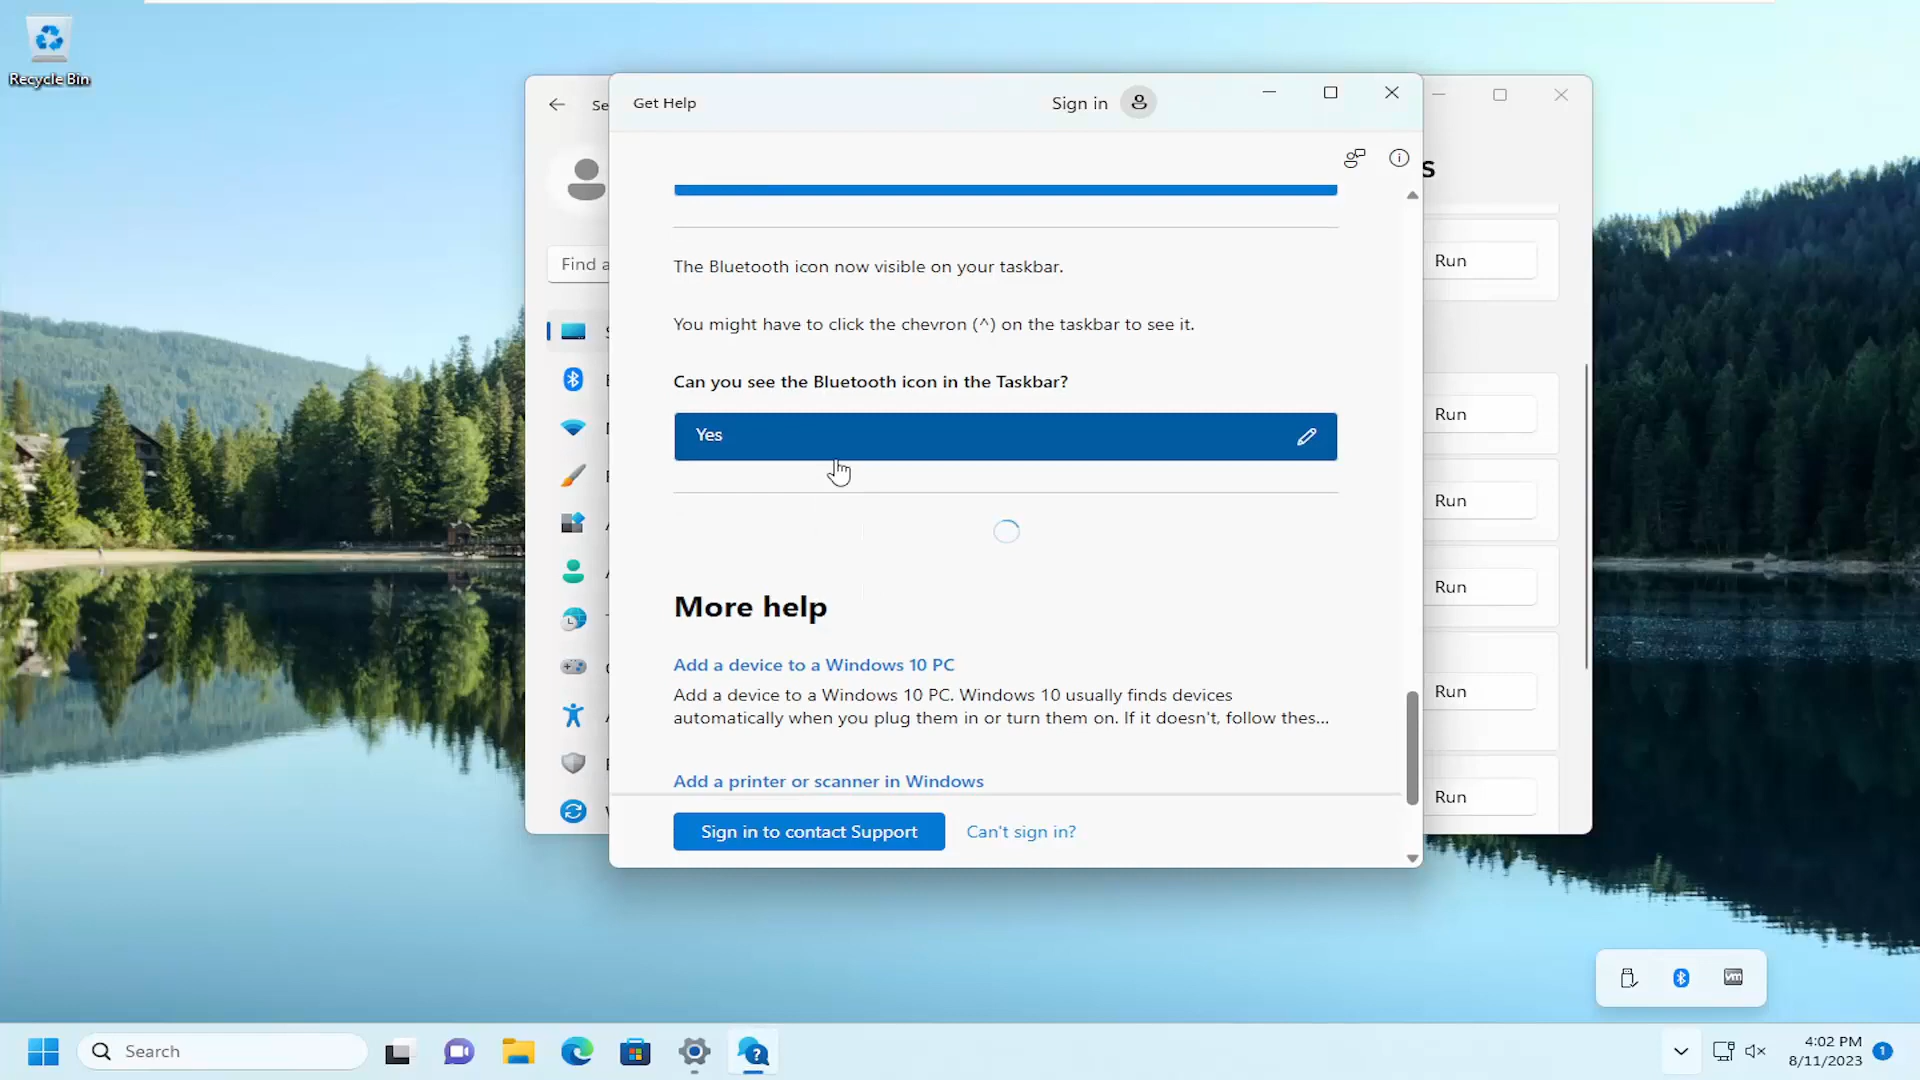 Recycle Bin
Se
Get Help
Sign in
s
Find a
Run
The Bluetooth icon now visible on your taskbar.
You might have to click the chevron (^) on the taskbar to see it.
Can you see the Bluetooth icon in the Taskbar?
Yes
Run
Run
Run
More help
Add a device to a Windows 10 PC
Add a device to a Windows 10 PC. Windows 10 usually finds devices
automatically when you plug them in or turn them on. If it doesn't, follow thes...
Run
Add a printer or scanner in Windows
Run
Sign in to contact Support
Can't sign in?
vm
Search
4:02 PM
8/11/2023
1